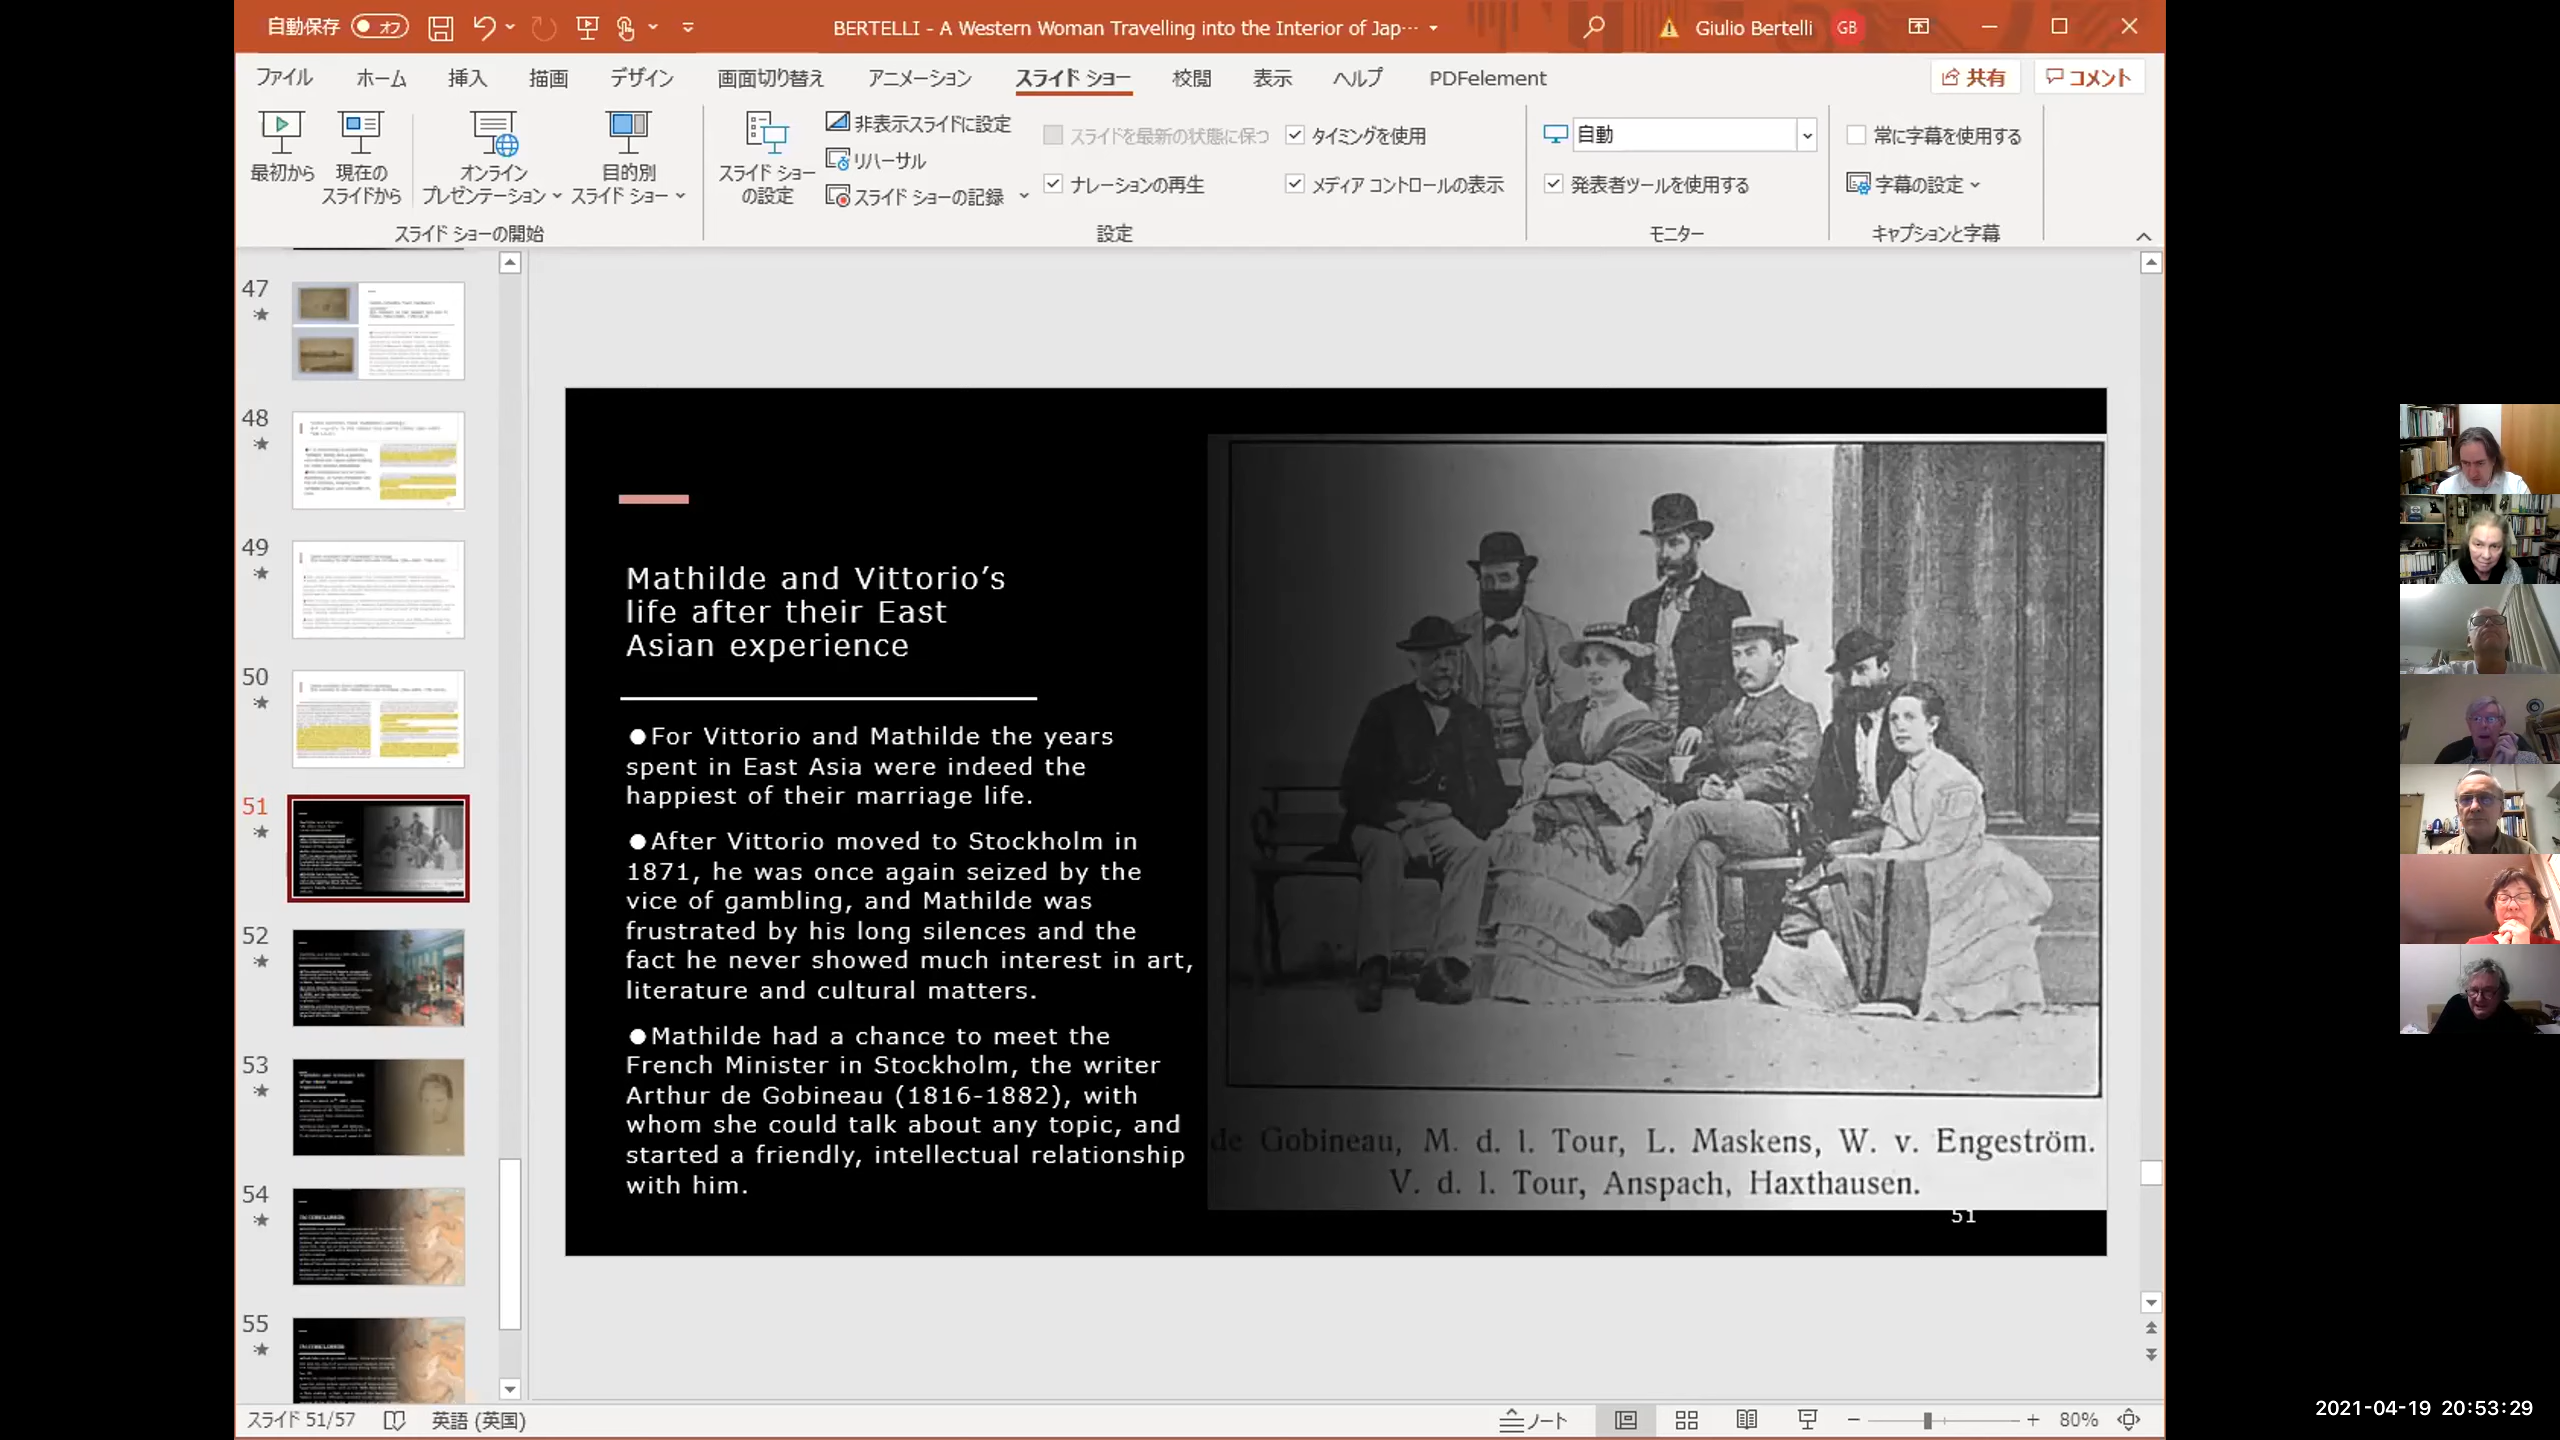 自動保存 オフ
BERTELLI - A Western Woman Travelling into the Interior of Jap…
Giulio Bertelli GB
ファイル ホーム 挿入 描画 デザイン 画面切り替え アニメーション スライド ショー 校閲 表示 ヘルプ PDFelement 共有 コメント
最初から
現在の
スライドから
オンライン
プレゼンテーション
目的別
スライド ショー
スライド ショーの開始
スライド ショー
の設定
非表示スライドに設定
リハーサル
スライド ショーの記録
スライドを最新の状態に保つ
ナレーションの再生
タイミングを使用
メディア コントロールの表示
設定
自動
発表者ツールを使用する
モニター
常に字幕を使用する
字幕の設定
キャプションと字幕
47
48
49
50
51
52
53
54
55
Mathilde and Vittorio’s
life after their East
Asian experience
●For Vittorio and Mathilde the years
spent in East Asia were indeed the
happiest of their marriage life.
●After Vittorio moved to Stockholm in
1871, he was once again seized by the
vice of gambling, and Mathilde was
frustrated by his long silences and the
fact he never showed much interest in art,
literature and cultural matters.
●Mathilde had a chance to meet the
French Minister in Stockholm, the writer
Arthur de Gobineau (1816-1882), with
whom she could talk about any topic, and
started a friendly, intellectual relationship
with him.
de Gobineau, M. d. l. Tour, L. Maskens, W. v. Engeström.
V. d. l. Tour, Anspach, Haxthausen.
51
スライド 51/57 英語 (英国) ノート 80%
2021-04-19 20:53:29